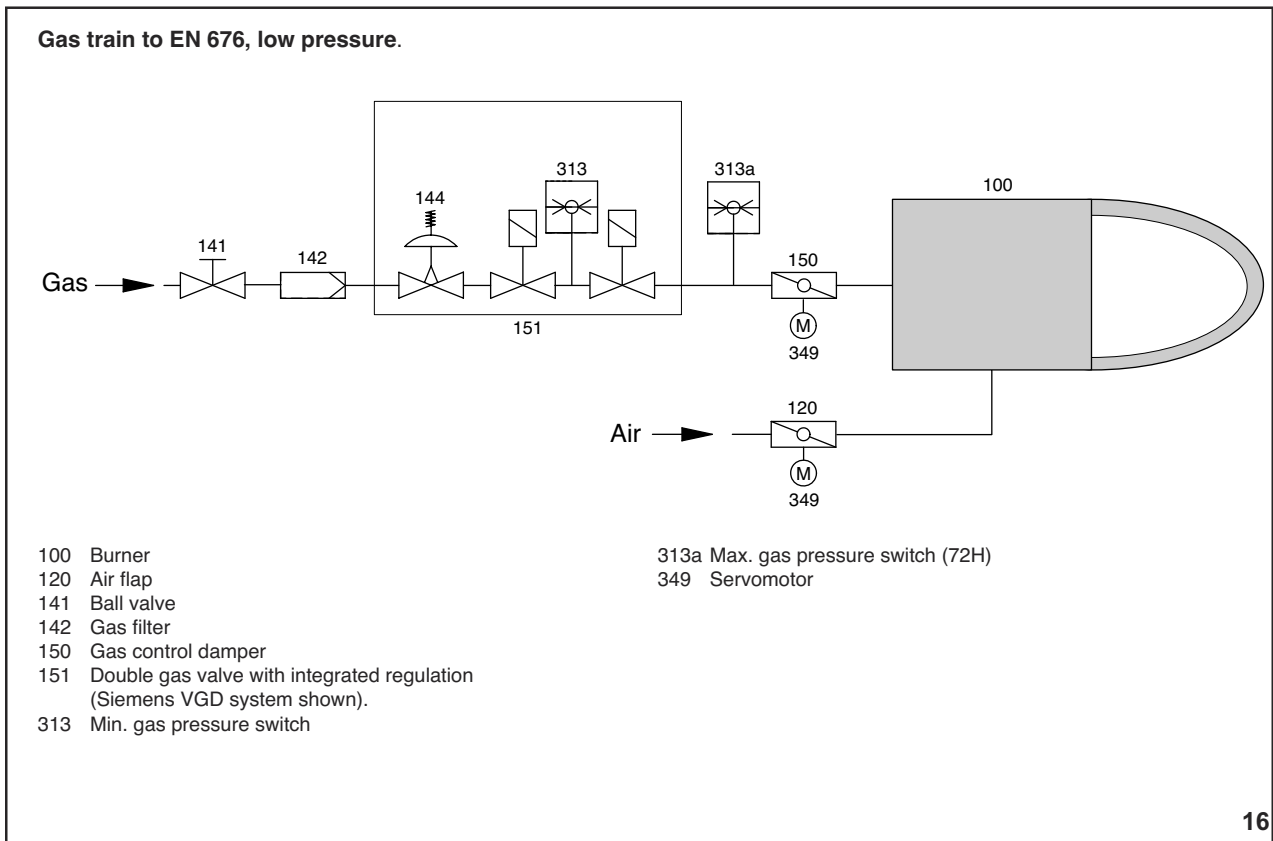 Gas train to EN 676, low pressure.
313
313a
100
144
141
142
150
Gas
M
151
349
120
Air
M
349
100 Burner
120 Air flap
141 Ball valve
142 Gas filter
150 Gas control damper
151 Double gas valve with integrated regulation
(Siemens VGD system shown).
313 Min. gas pressure switch
313a Max. gas pressure switch (72H)
349 Servomotor
16